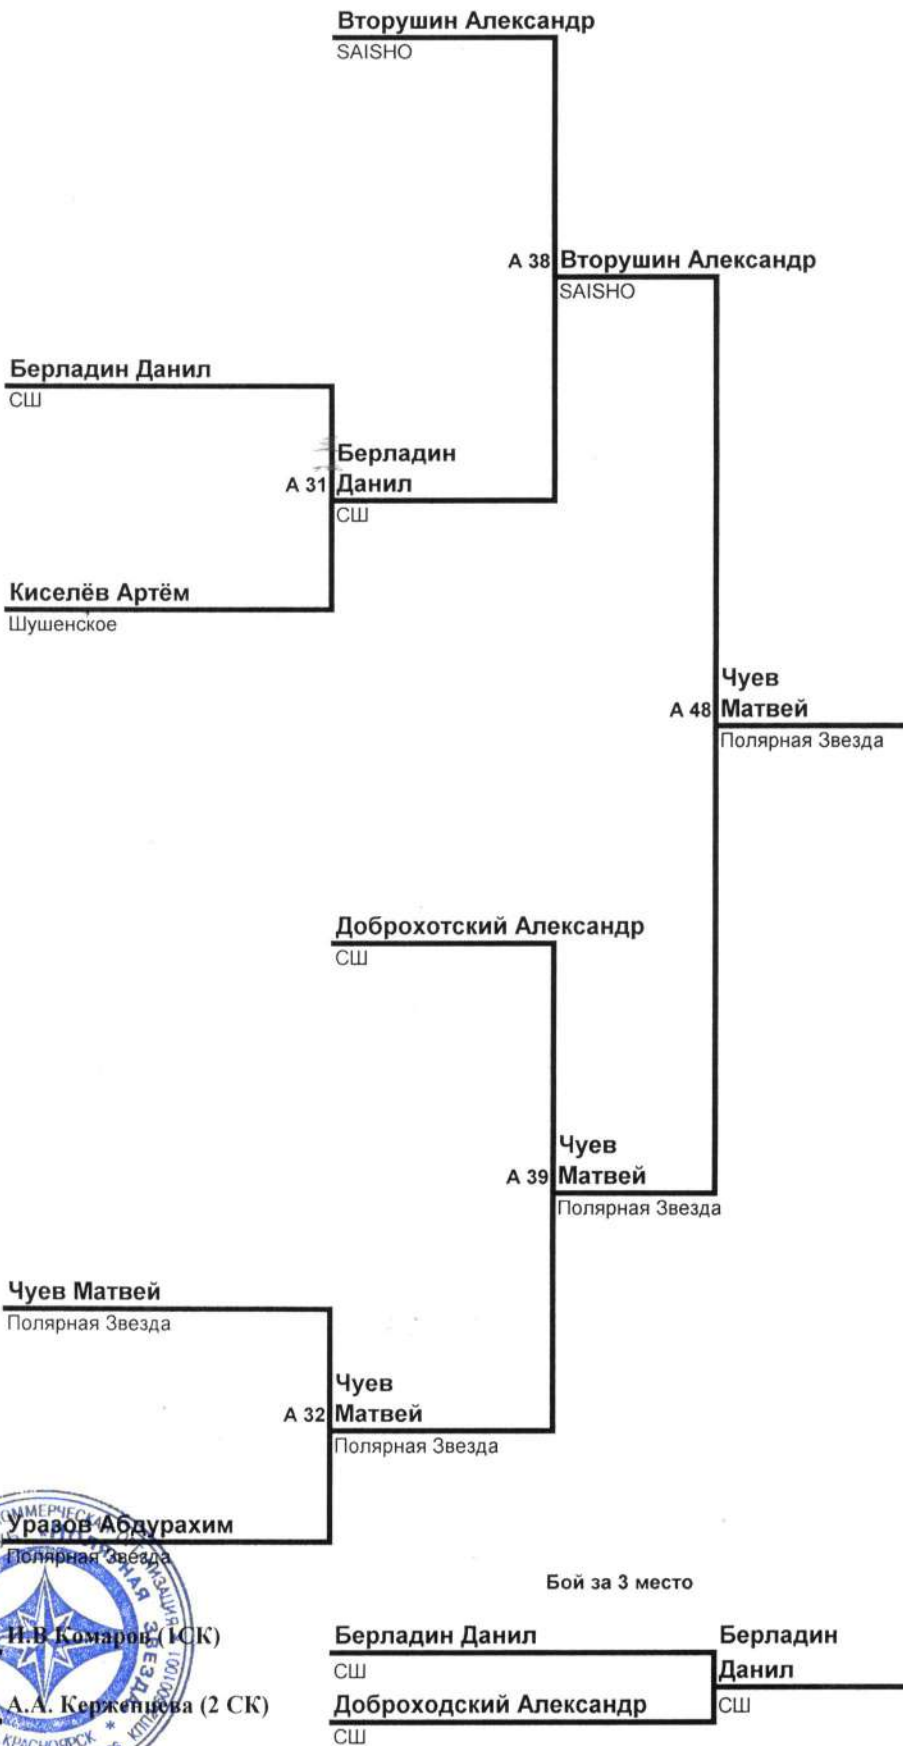 Вторушин Александр
SAISHO
А 38 Вторушин Александр
SAISHO
Берладин Данил
СШ
Берладин
А 31 Данил
СШ
Киселёв Артём
Шушенское
Чуев
А 48 Матвей
Полярная Звезда
Доброхотский Александр
СШ
Чуев
А 39 Матвей
Полярная Звезда
Чуев Матвей
Полярная Звезда
Чуев
А 32 Матвей
Полярная Звезда
Уразов Абдурахим
Полярная Звезда
Бой за 3 место
И.В.Комаров (1СК)
Берладин Данил
СШ
Берладин
Данил
СШ
А.А. Керженцева (2 СК)
Доброходский Александр
СШ